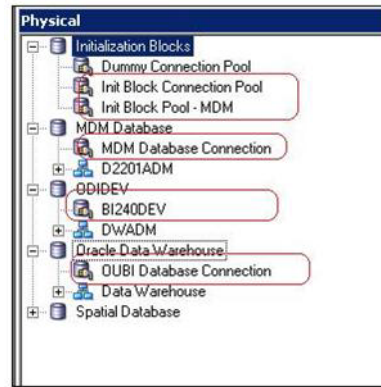 Physical
Initialization Blocks
Dummy Connection Pool
Init Block Connection Pool
Init Block Pool - MDM
MDM Database
MDM Database Connection
D2201ADM
ODIDEV
BI240DEV
DWADM
Oracle Data Warehouse
OUBI Database Connection
Data Warehouse
Spatial Database